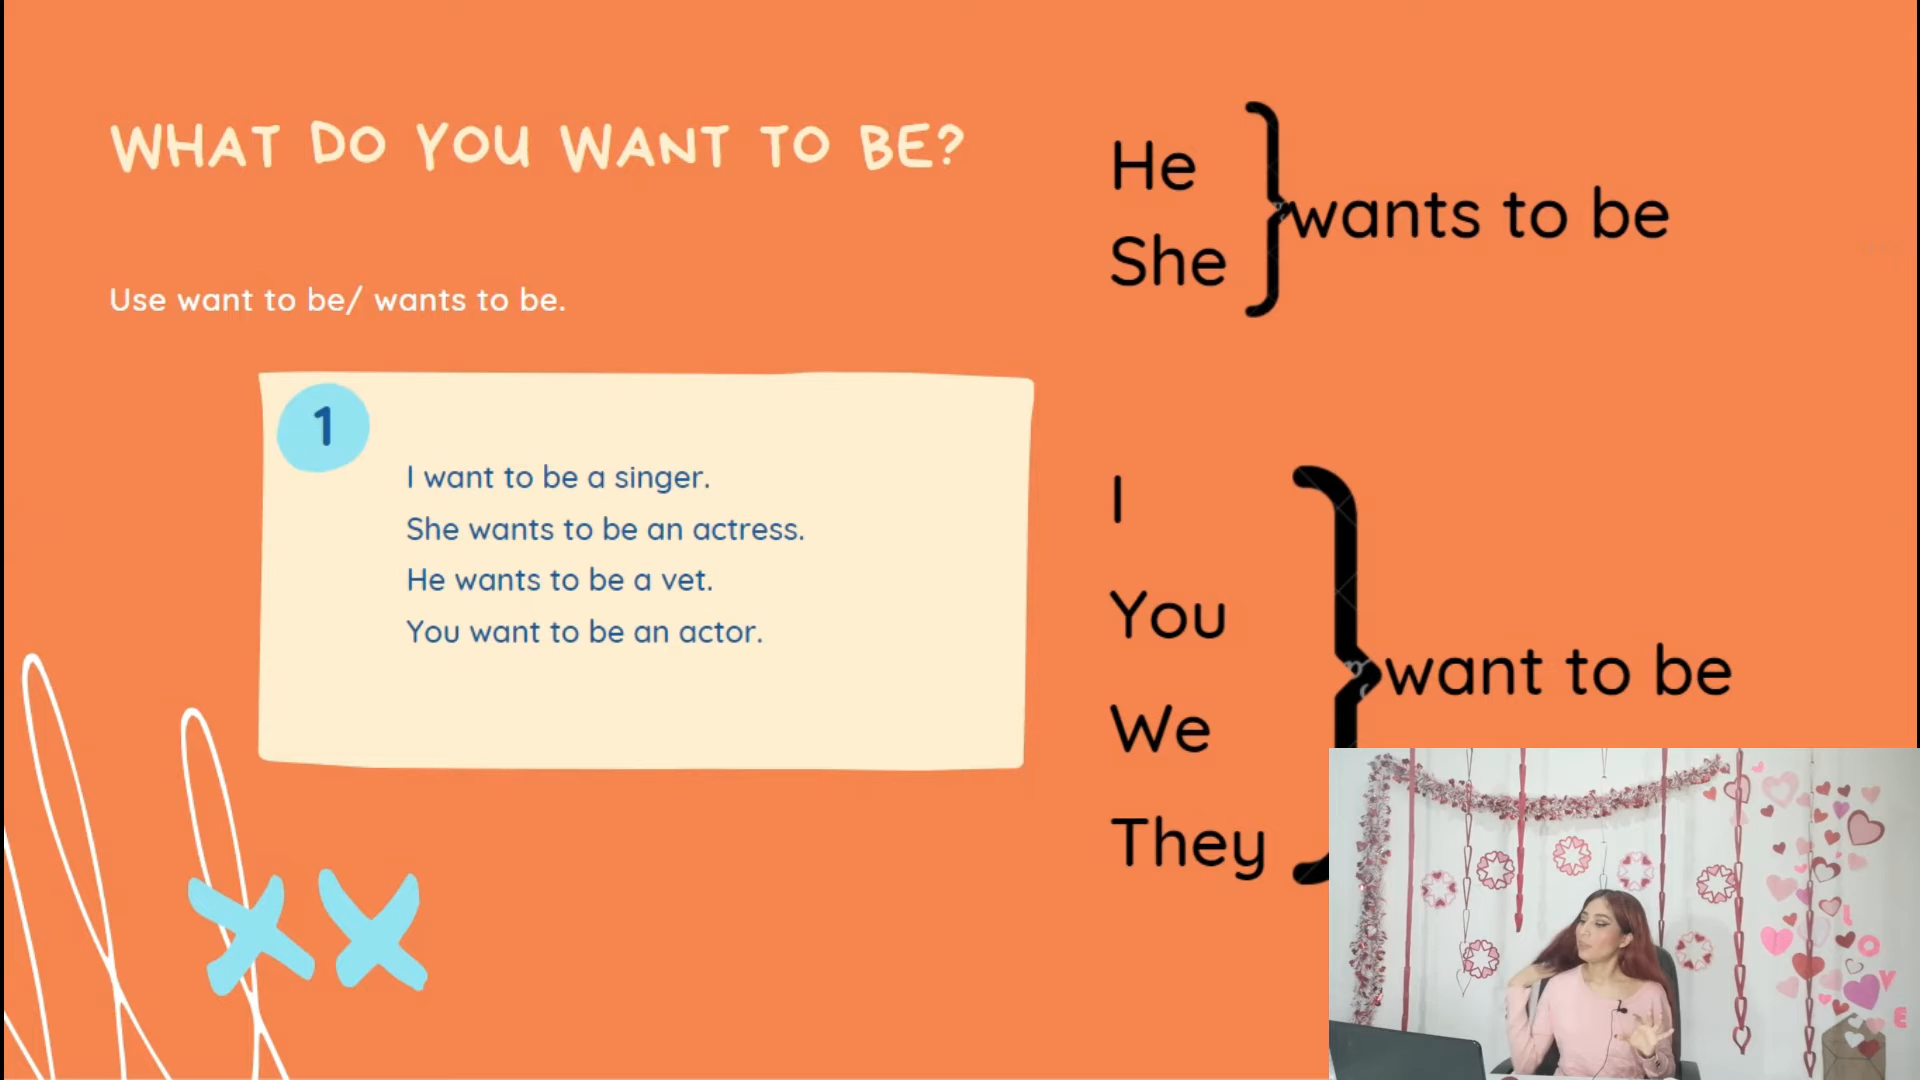 WHAT DO YOU WANT TO BE?
Use want to be/ wants to be.
1
I want to be a singer.
She wants to be an actress.
He wants to be a vet.
You want to be an actor.
He
She
wants to be
I
You
We
They
want to be
LOVE